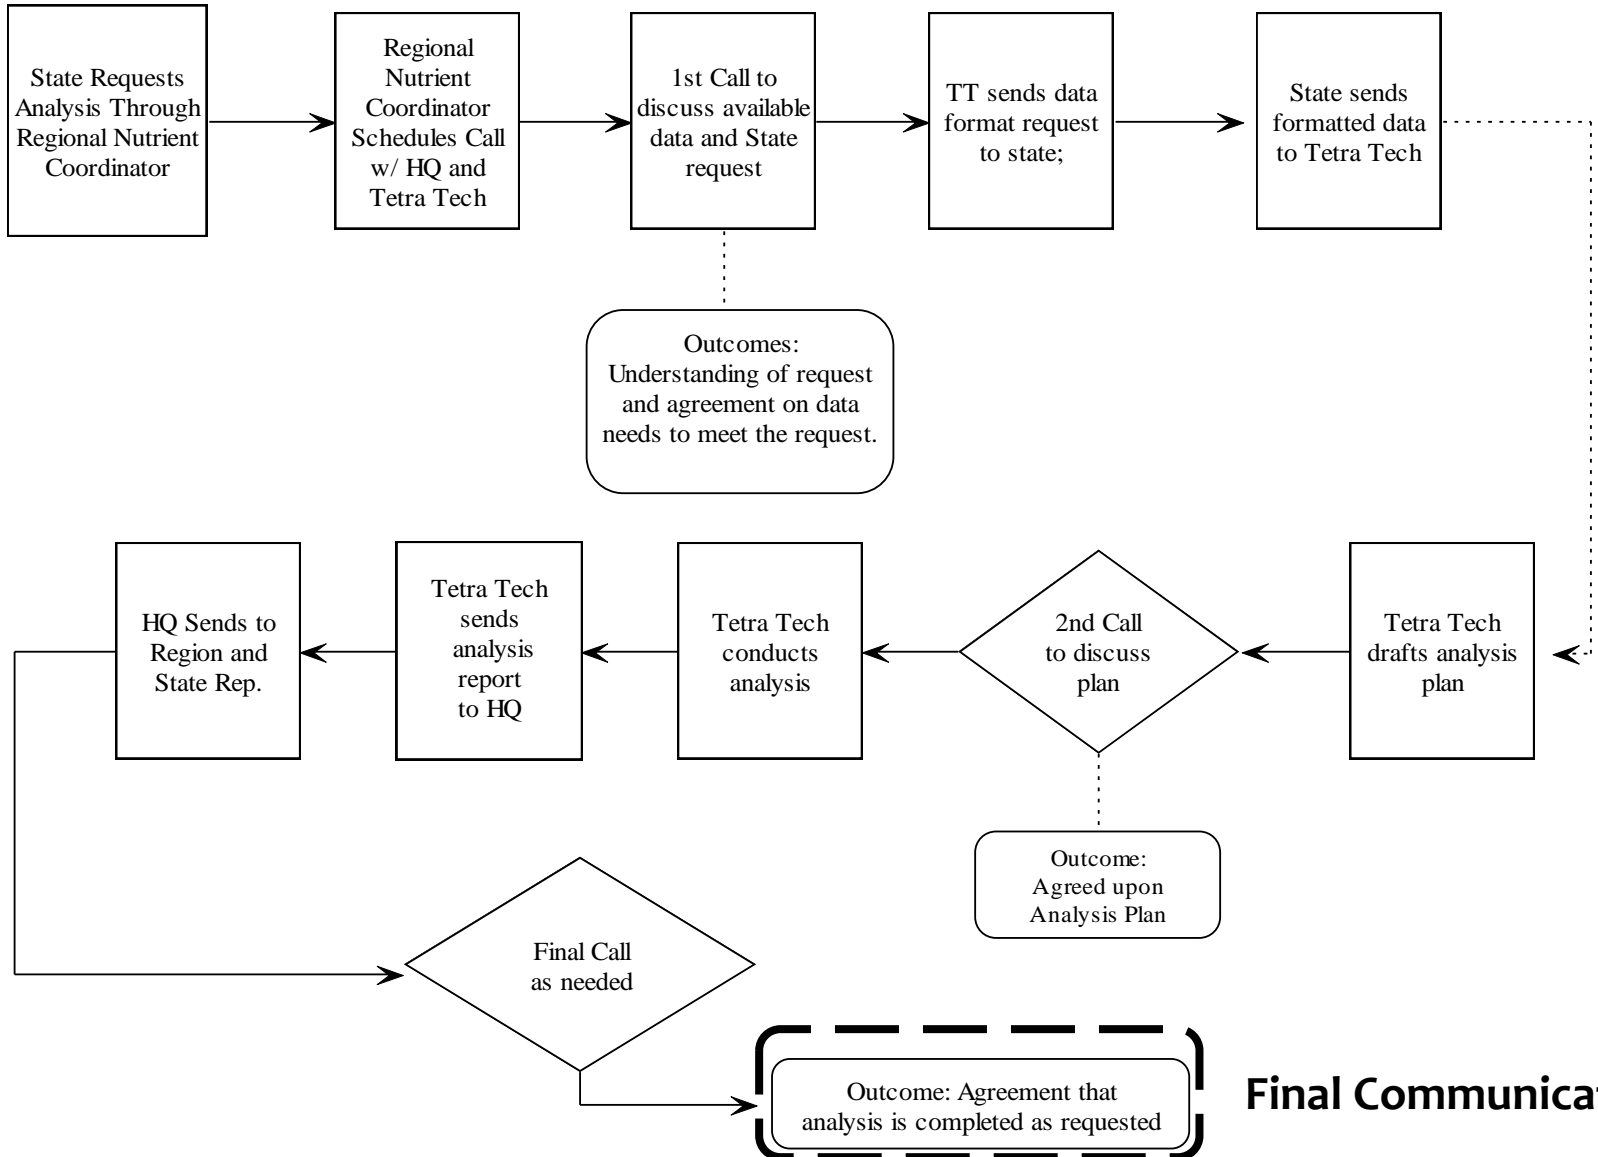 State Requests
Analysis Through
Regional Nutrient
Coordinator
Regional
Nutrient
Coordinator
Schedules Call
w/ HQ and
Tetra Tech
1st Call to
discuss available
data and State
request
TT sends data
format request
to state;
State sends
formatted data
to Tetra Tech
Outcomes:
Understanding of request
and agreement on data
needs to meet the request.
HQ Sends to
Region and
State Rep.
Tetra Tech
sends
analysis
report
to HQ
Tetra Tech
conducts
analysis
2nd Call
to discuss
plan
Tetra Tech
drafts analysis
plan
Outcome:
Agreed upon
Analysis Plan
Final Call
as needed
Outcome: Agreement that
analysis is completed as requested
Final Communica